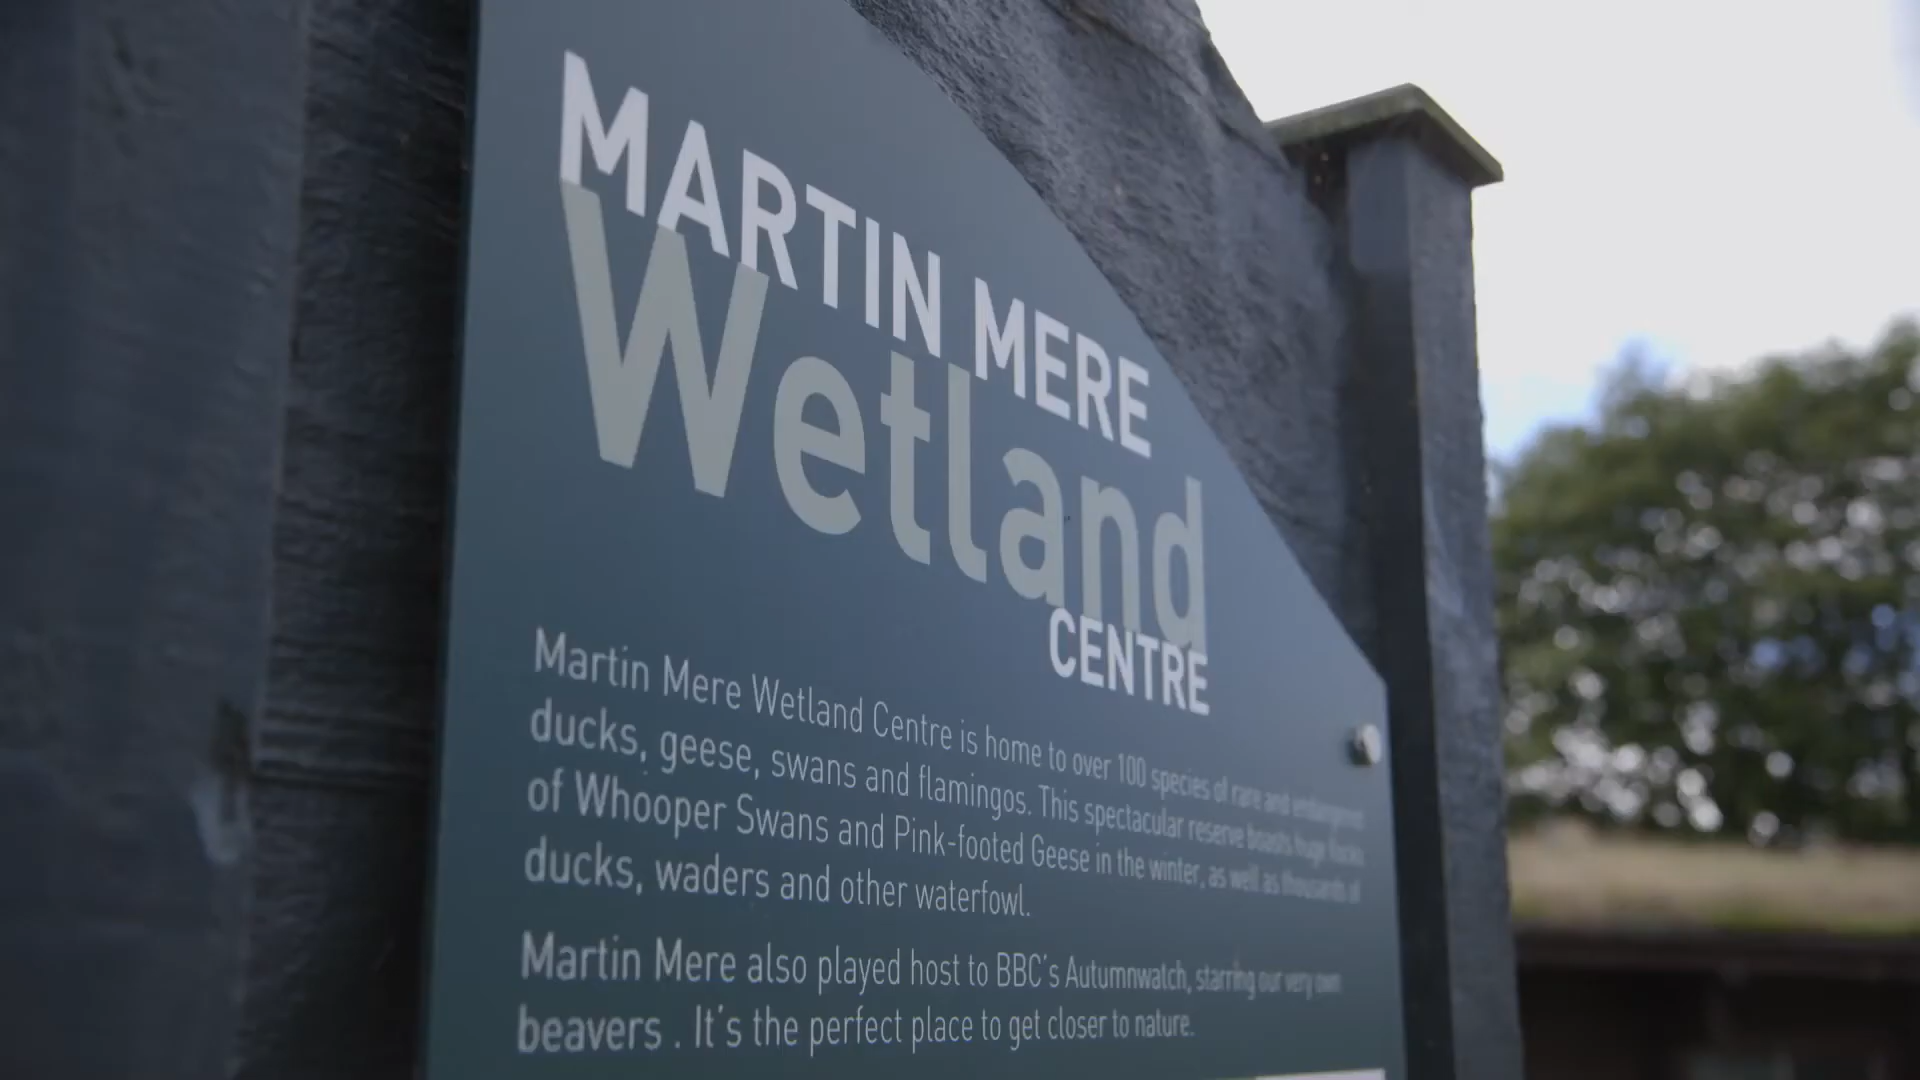 MARTIN MERE
Wetland
CENTRE
Martin Mere Wetland Centre is home to over 100 species of rare and endangered
ducks, geese, swans and flamingos. This spectacular reserve boasts huge flocks
of Whooper Swans and Pink-footed Geese in the winter, as well as thousands of
ducks, waders and other waterfowl.
Martin Mere also played host to BBC's Autumnwatch, starring our very own
beavers . It's the perfect place to get closer to nature.